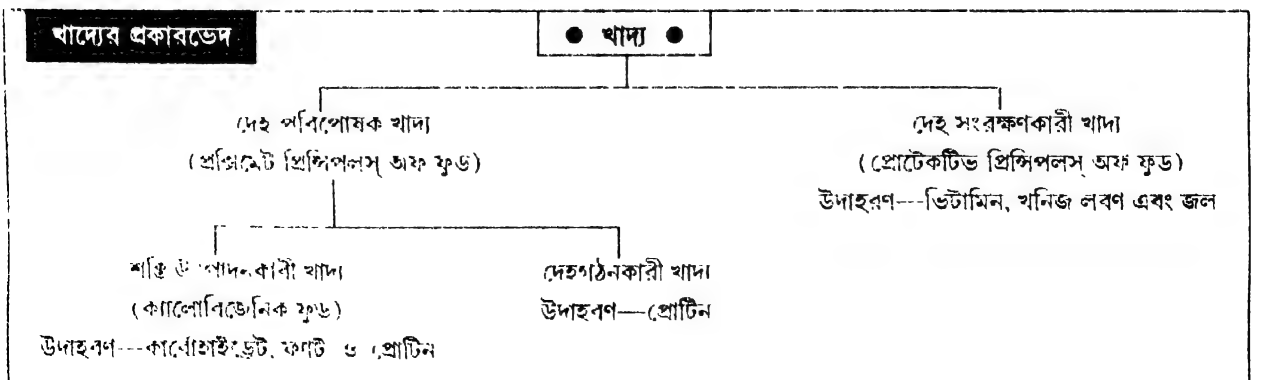 খাদ্যের প্রকারভেদ
● খাদ্য ●
দেহ পরিপোষক খাদ্য
(প্রক্সিমেট প্রিন্সিপলস্ অফ ফুড)
দেহ সংরক্ষণকারী খাদ্য
(প্রোটেকটিভ প্রিন্সিপলস্ অফ ফুড)
উদাহরণ---ভিটামিন, খনিজ লবণ এবং জল
শক্তি উৎপাদনকারী খাদ্য
(ক্যালোরিজেনিক ফুড)
উদাহরণ---কার্বোহাইড্রেট, ফ্যাট ও প্রোটিন
দেহগঠনকারী খাদ্য
উদাহরণ—প্রোটিন